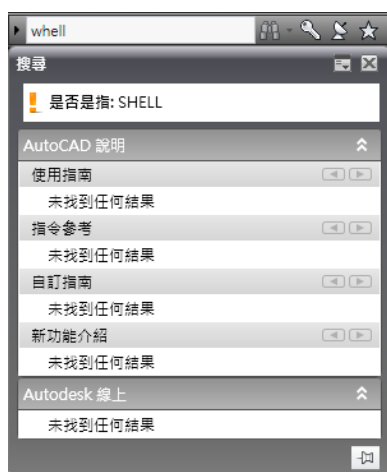 whell
搜尋
是否是指: SHELL
AutoCAD 說明
使用指南
未找到任何結果
指令參考
未找到任何結果
自訂指南
未找到任何結果
新功能介紹
未找到任何結果
Autodesk 線上
未找到任何結果